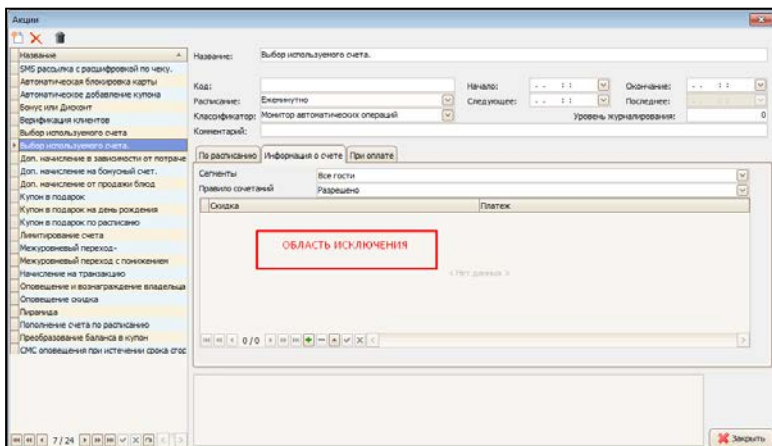 Акции
Название
SMS рассылка с расшифровкой по чеку.
Автоматическая блокировка карты
Автоматическое добавление купона
Бонус или Дисконт
Верификация клиентов
Выбор используемого счета
Выбор используемого счета.
Доп. начисление в зависимости от потраче
Доп. начисление на бонусный счет.
Доп. начисление от продажи блюд
Купон в подарок
Купон в подарок на день рождения
Купон в подарок по расписанию
Лимитирование счета
Межуровневый переход-
Межуровневый переход с понижением
Начисление на транзакцию
Оповещение и вознаграждение владельца
Оповещение скидка
Пирамида
Пополнение счета по расписанию
Преобразование баланса в купон
СМС оповещения при истечении срока сгор
7 / 24
Название: Выбор используемого счета.
Код: Начало: . . : : Окончание: . . : :
Расписание: Ежеминутно Следующее: . . : : Последнее: . . : :
Классификатор: Монитор автоматических операций Уровень журналирования: 0
Комментарий:
По расписанию Информация о счете При оплате
Сегменты Все гости
Правило сочетаний Разрешено
Скидка Платеж
ОБЛАСТЬ ИСКЛЮЧЕНИЯ
< Нет данных >
0 / 0
Закрыть